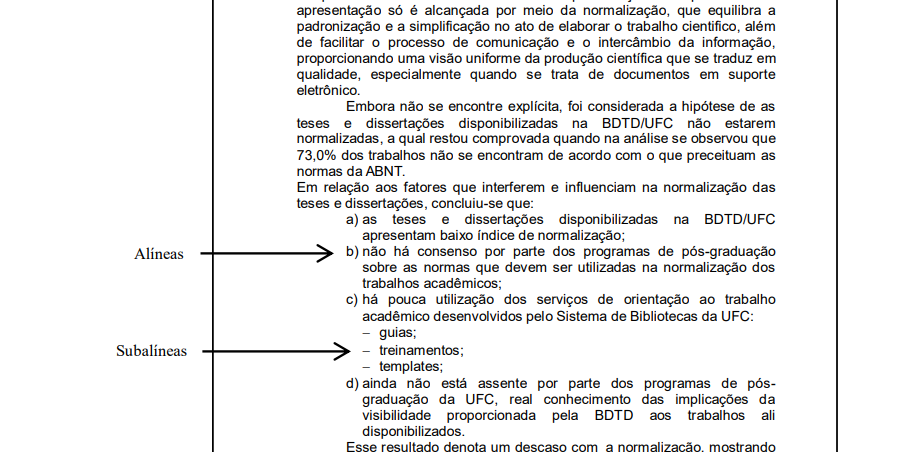 apresentação só é alcançada por meio da normalização, que equilibra a
padronização e a simplificação no ato de elaborar o trabalho científico, além
de facilitar o processo de comunicação e o intercâmbio da informação,
proporcionando uma visão uniforme da produção científica que se traduz em
qualidade, especialmente quando se trata de documentos em suporte
eletrônico.
Embora não se encontre explícita, foi considerada a hipótese de as
teses e dissertações disponibilizadas na BDTD/UFC não estarem
normalizadas, a qual restou comprovada quando na análise se observou que
73,0% dos trabalhos não se encontram de acordo com o que preceituam as
normas da ABNT.
Em relação aos fatores que interferem e influenciam na normalização das
teses e dissertações, concluiu-se que:
a) as teses e dissertações disponibilizadas na BDTD/UFC
apresentam baixo índice de normalização;
Alíneas
b) não há consenso por parte dos programas de pós-graduação
sobre as normas que devem ser utilizadas na normalização dos
trabalhos acadêmicos;
c) há pouca utilização dos serviços de orientação ao trabalho
acadêmico desenvolvidos pelo Sistema de Bibliotecas da UFC:
– guias;
Subalíneas
– treinamentos;
– templates;
d) ainda não está assente por parte dos programas de pós-
graduação da UFC, real conhecimento das implicações da
visibilidade proporcionada pela BDTD aos trabalhos ali
disponibilizados.
Esse resultado denota um descaso com a normalização, mostrando